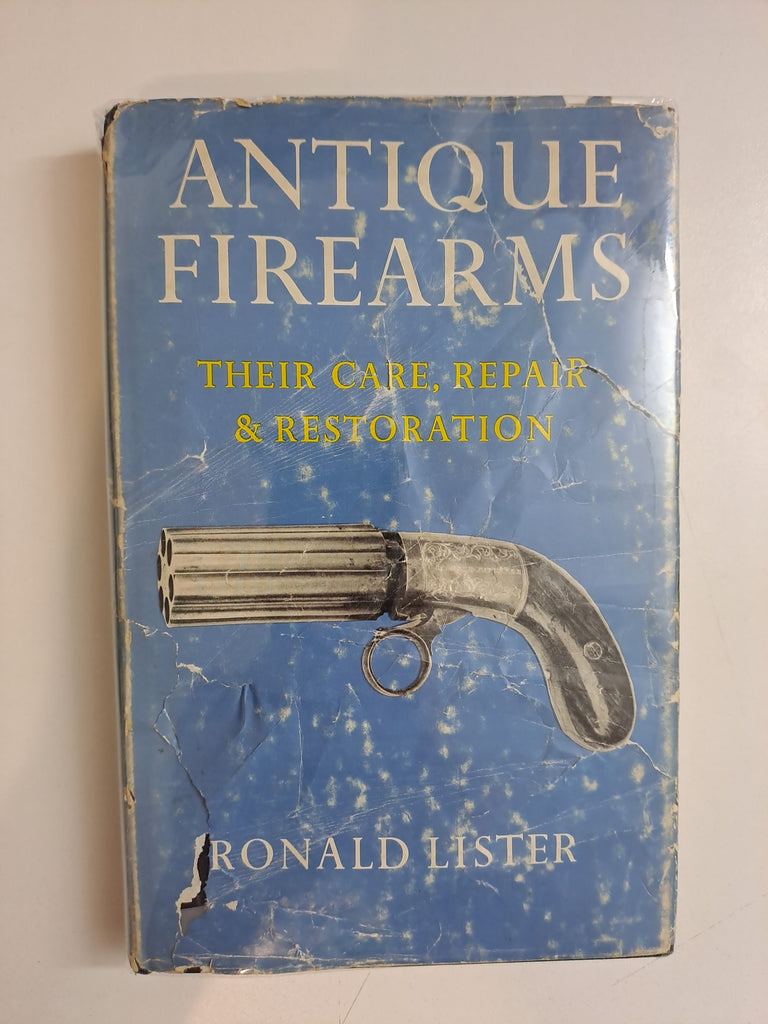 ANTIQUE
FIREARMS
THEIR CARE, REPAIR
& RESTORATION
RONALD LISTER